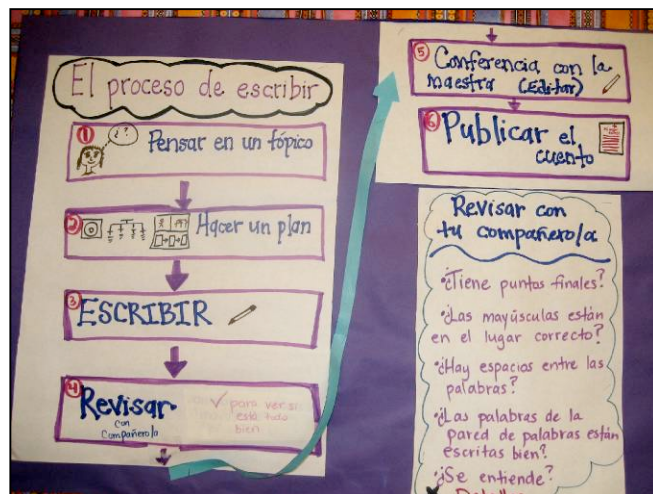 El proceso de escribir
1
¿?
Pensar en un tópico
2
Hacer un plan
3
ESCRIBIR
4
Revisar
con
Compañero/a
✓ para ver si
está todo
bien
5
Conferencia con la
maestra (Editar)
6
Publicar el
cuento
Revisar con
tu compañero/a
• ¿Tiene puntos finales?
• ¿Las mayúsculas están
en el lugar correcto?
• ¿Hay espacios entre las
palabras?
• ¿Las palabras de la
pared de palabras están
escritas bien?
• ¿Se entiende?